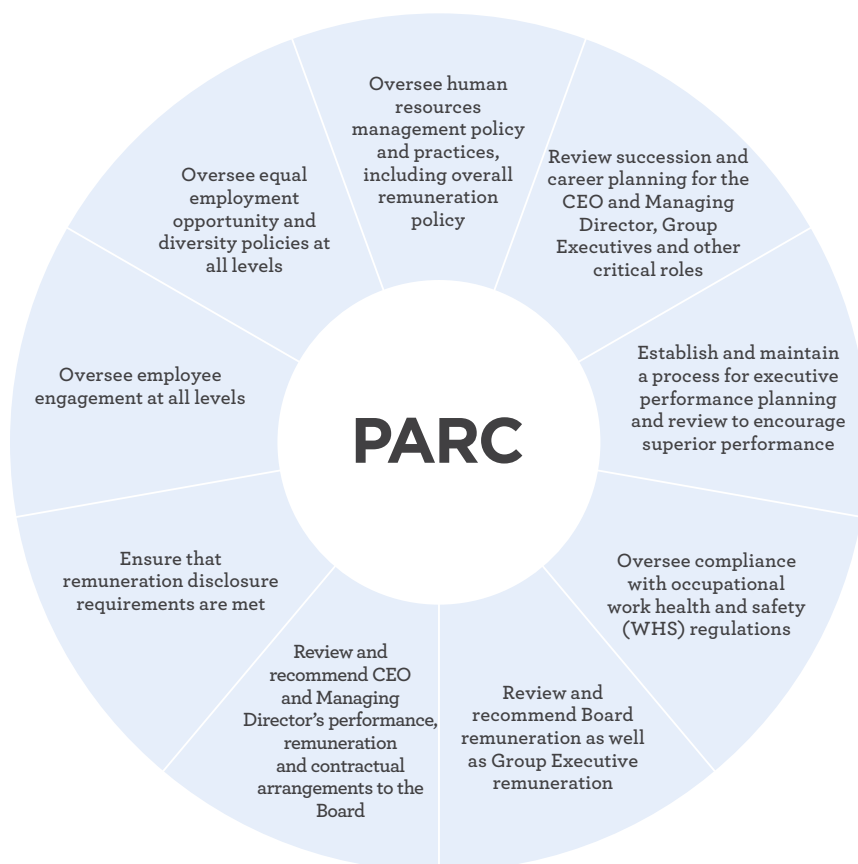 Oversee human
resources
management policy
and practices,
including overall
remuneration
policy
Review succession and
career planning for the
CEO and Managing
Director, Group
Executives and other
critical roles
Establish and maintain
a process for executive
performance planning
and review to encourage
superior performance
Oversee compliance
with occupational
work health and safety
(WHS) regulations
Review and
recommend Board
remuneration as well
as Group Executive
remuneration
Review and
recommend CEO
and Managing
Director’s performance,
remuneration
and contractual
arrangements to the
Board
Ensure that
remuneration disclosure
requirements are met
Oversee employee
engagement at all levels
Oversee equal
employment
opportunity and
diversity policies at
all levels
PARC